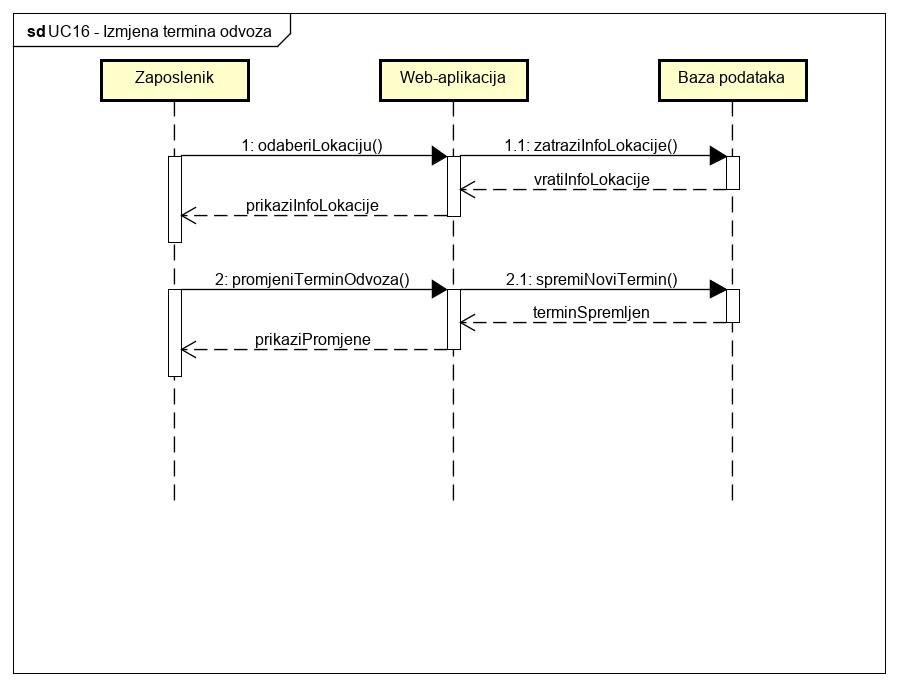 sd UC16 - Izmjena termina odvoza
Zaposlenik
Web-aplikacija
Baza podataka
1: odaberiLokaciju()
1.1: zatraziInfoLokacije()
vratiInfoLokacije
prikaziInfoLokacije
2: promjeniTerminOdvoza()
2.1: spremiNoviTermin()
terminSpremljen
prikaziPromjene